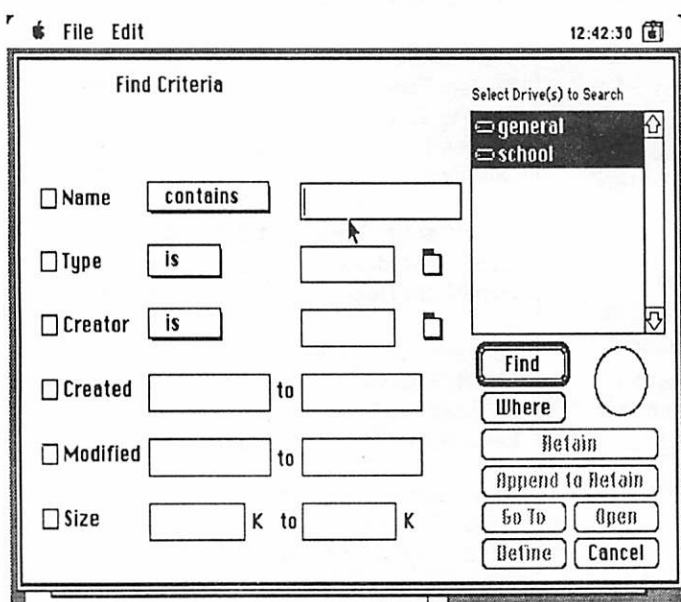 File Edit 12:42:30
Find Criteria
Select Drive(s) to Search
general
school
Name contains
Type is
Creator is
Created to
Modified to
Size K to K
Find
Where
Retain
Append to Retain
Go To Open
Define Cancel